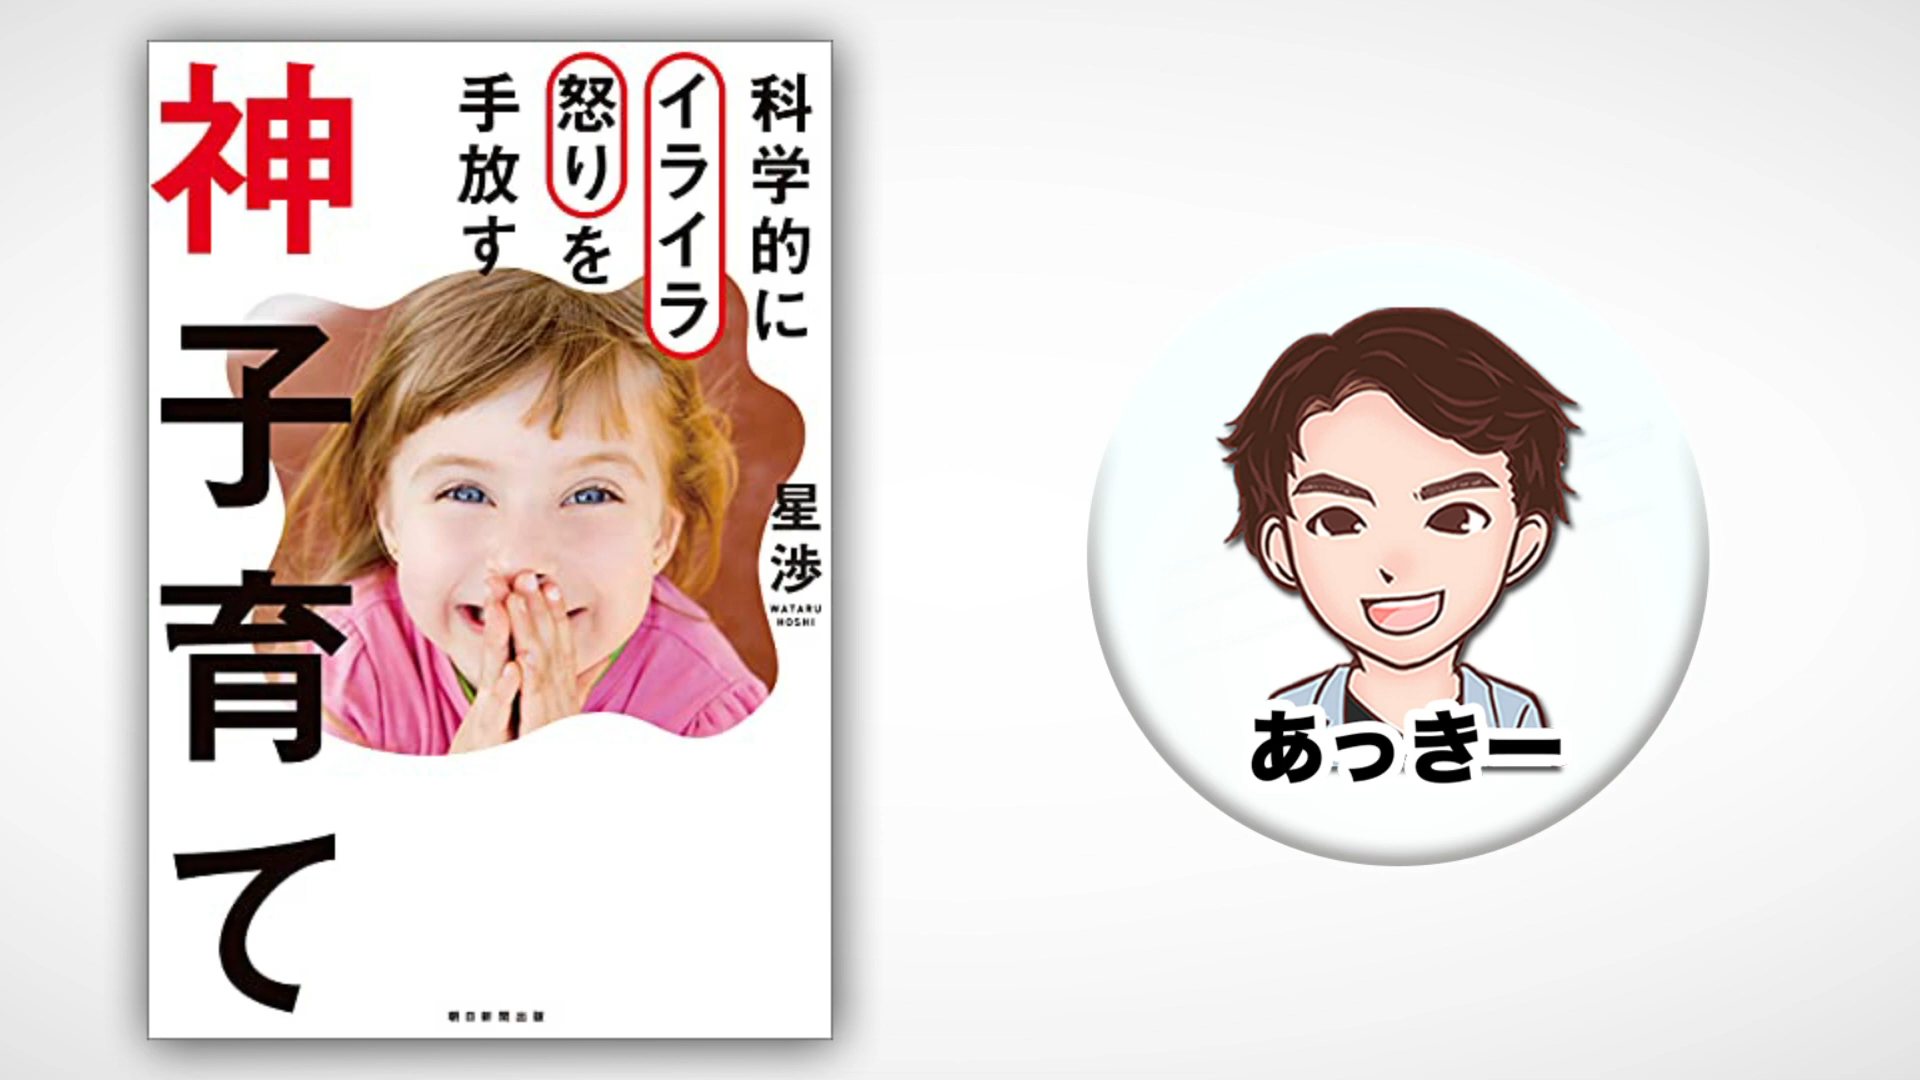 科学的に
イライラ
怒りを
手放す
神子育て
星渉
WATARU
HOSHI
朝日新聞出版
あっきー